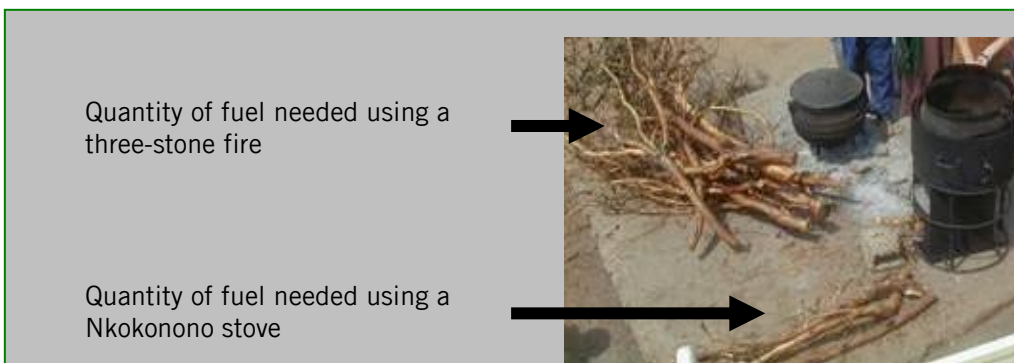 Quantity of fuel needed using a
three-stone fire
Quantity of fuel needed using a
Nkokonono stove